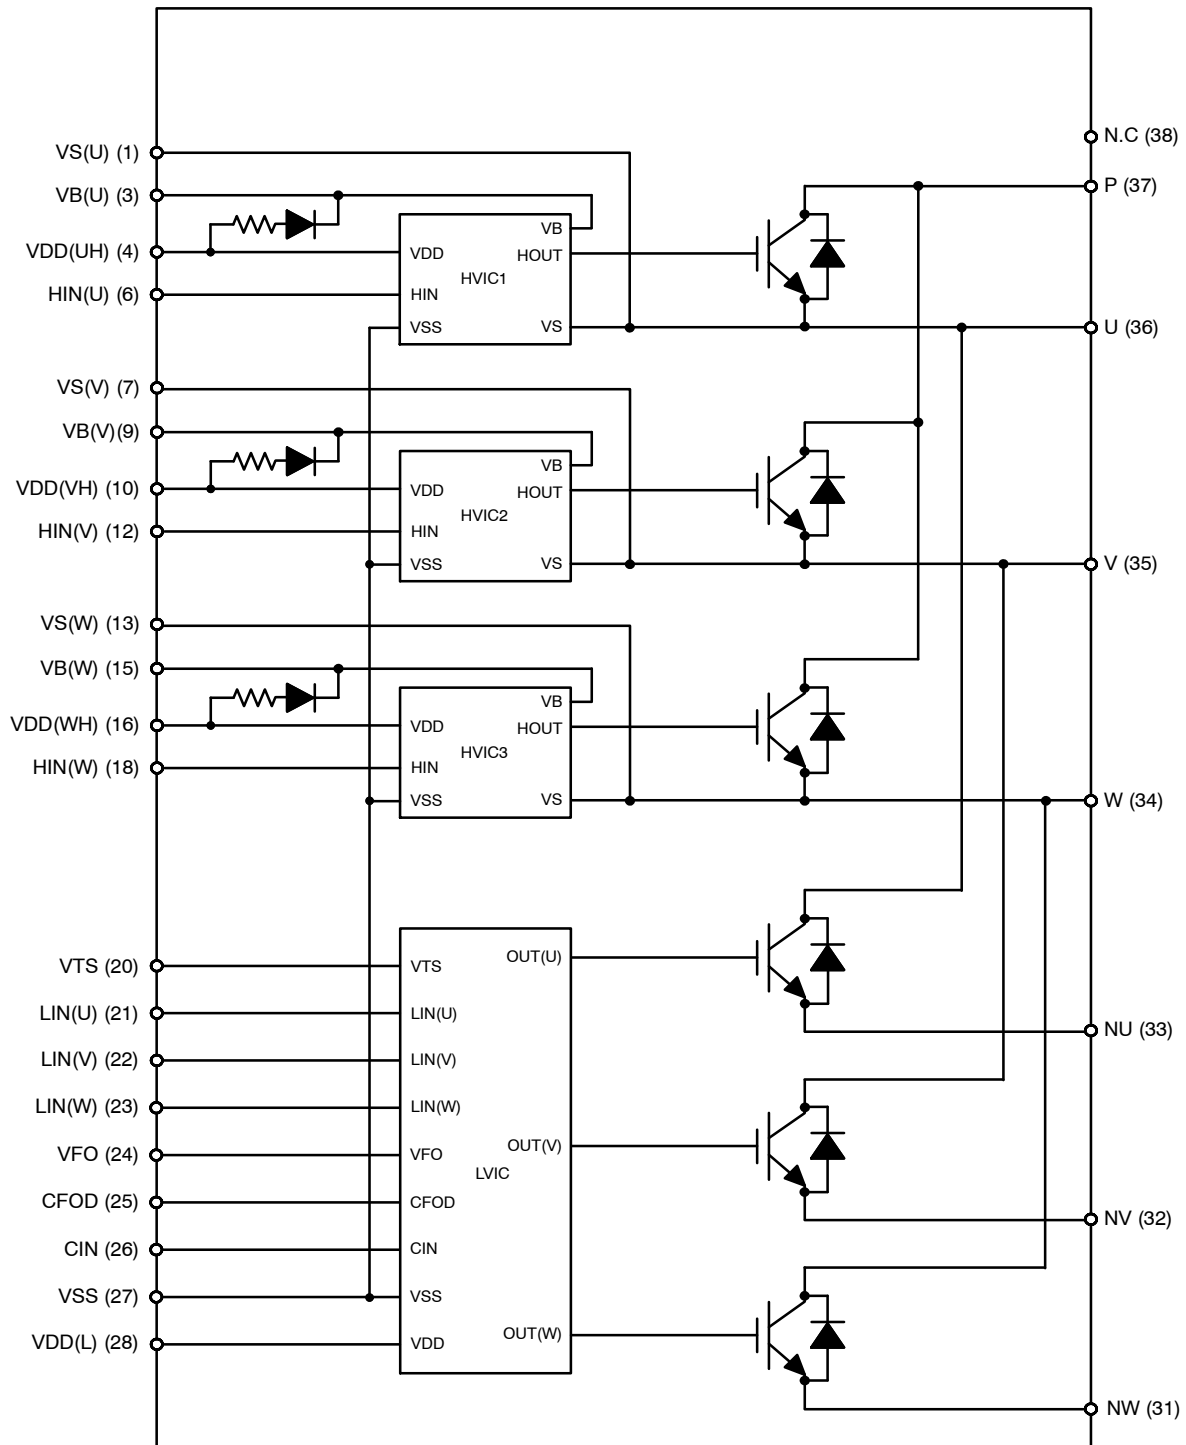 VS(U) (1)
VB(U) (3)
VDD(UH) (4)
HIN(U) (6)
VS(V) (7)
VB(V)(9)
VDD(VH) (10)
HIN(V) (12)
VS(W) (13)
VB(W) (15)
VDD(WH) (16)
HIN(W) (18)
VTS (20)
LIN(U) (21)
LIN(V) (22)
LIN(W) (23)
VFO (24)
CFOD (25)
CIN (26)
VSS (27)
VDD(L) (28)
VB
VDD
HOUT
HVIC1
HIN
VSS
VS
VB
VDD
HOUT
HVIC2
HIN
VSS
VS
VB
VDD
HOUT
HVIC3
HIN
VSS
VS
OUT(U)
VTS
LIN(U)
LIN(V)
LIN(W)
OUT(V)
VFO
LVIC
CFOD
CIN
VSS
OUT(W)
VDD
N.C (38)
P (37)
U (36)
V (35)
W (34)
NU (33)
NV (32)
NW (31)